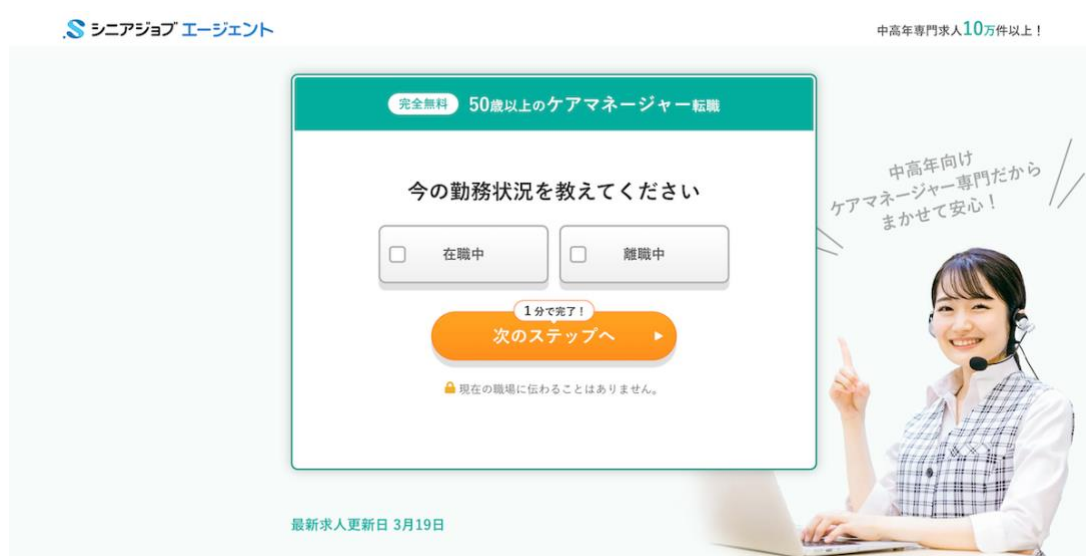 シニアジョブ エージェント
中高年専門求人10万件以上！
完全無料 50歳以上のケアマネージャー転職
今の勤務状況を教えてください
在職中
離職中
1分で完了！
次のステップへ
現在の職場に伝わることはありません。
中高年向け
ケアマネージャー専門だから
まかせて安心！
最新求人更新日 3月19日